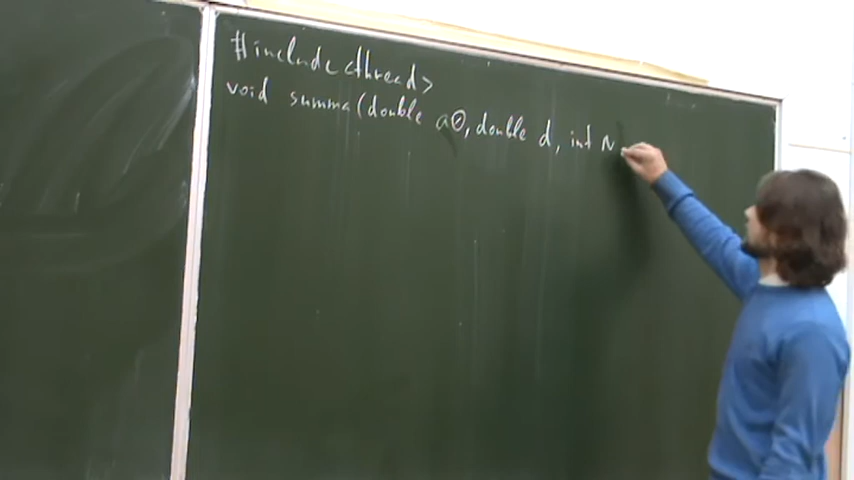 #include<thread>
void summa(double a0, double d, int N